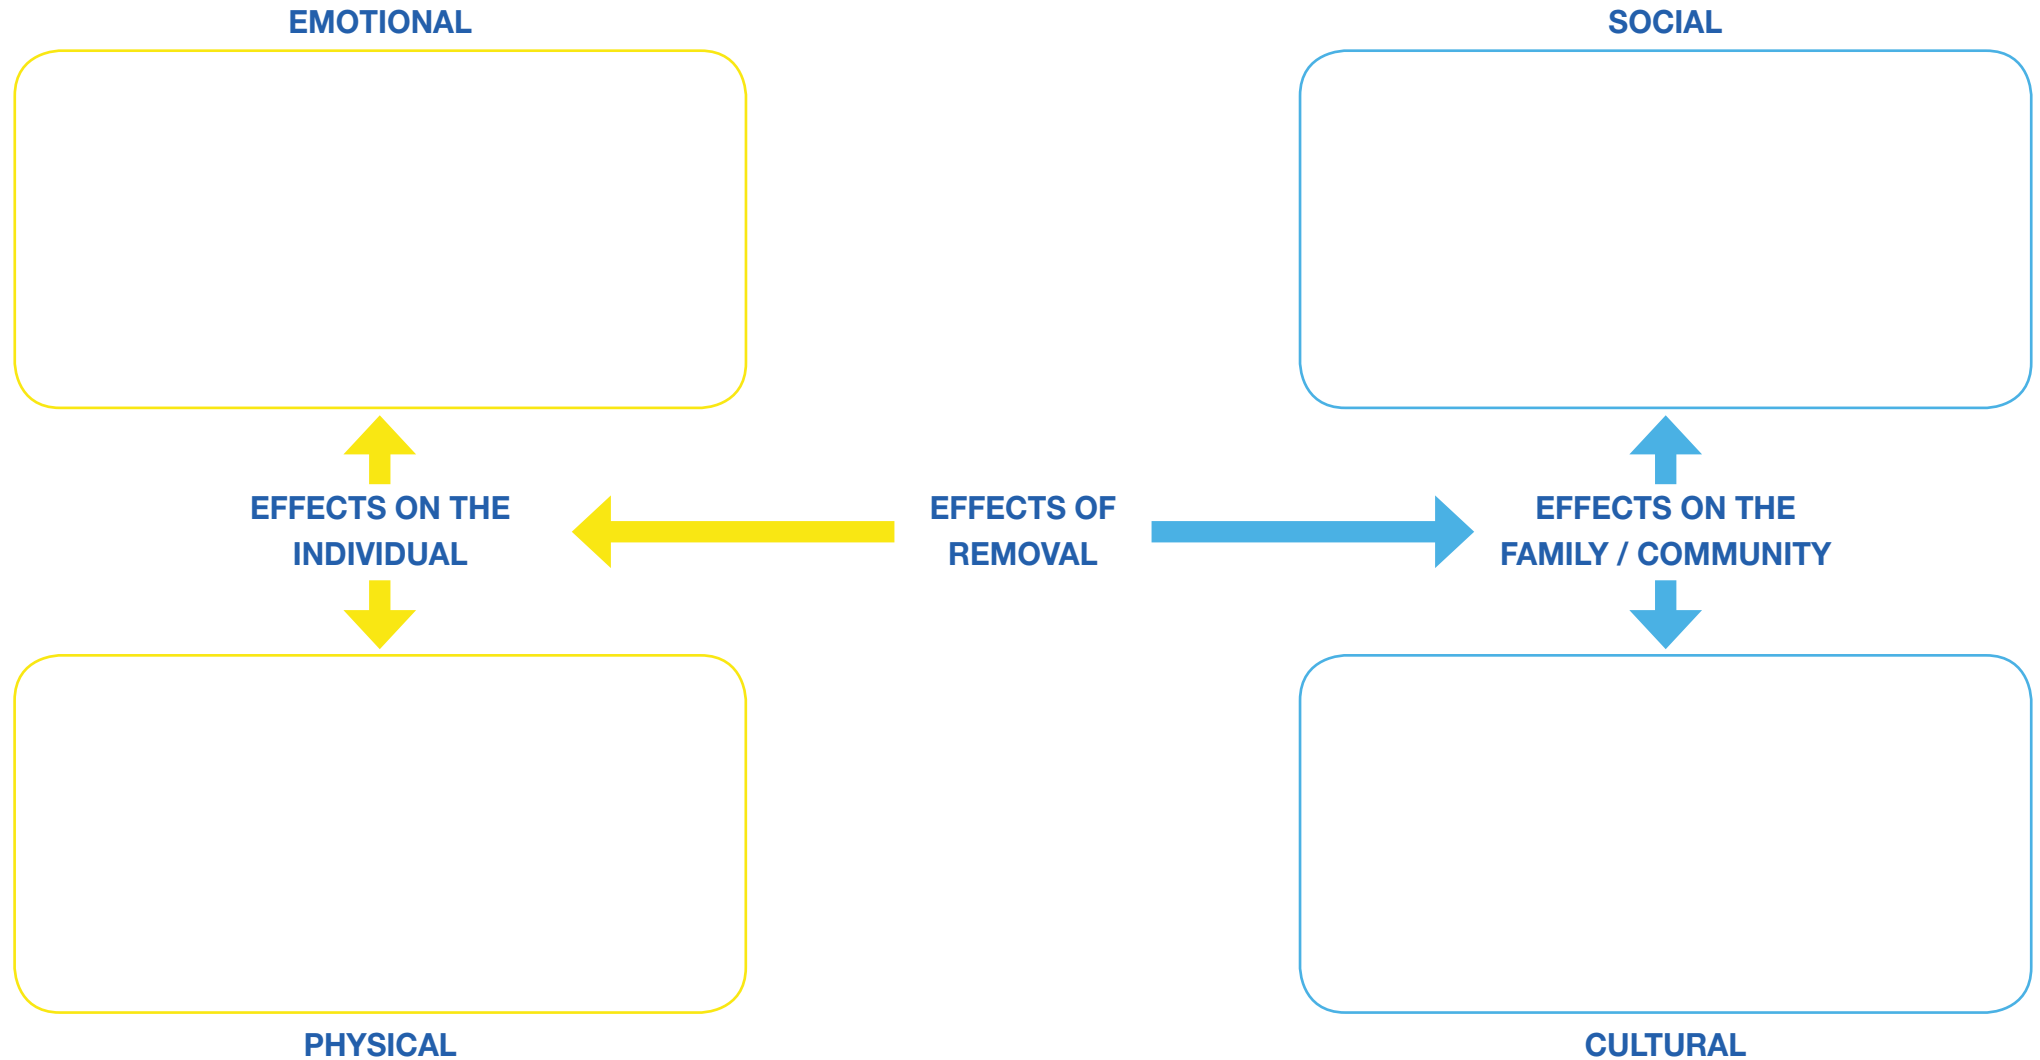 EMOTIONAL
SOCIAL
EFFECTS ON THE
INDIVIDUAL
EFFECTS OF
REMOVAL
EFFECTS ON THE
FAMILY / COMMUNITY
PHYSICAL
CULTURAL